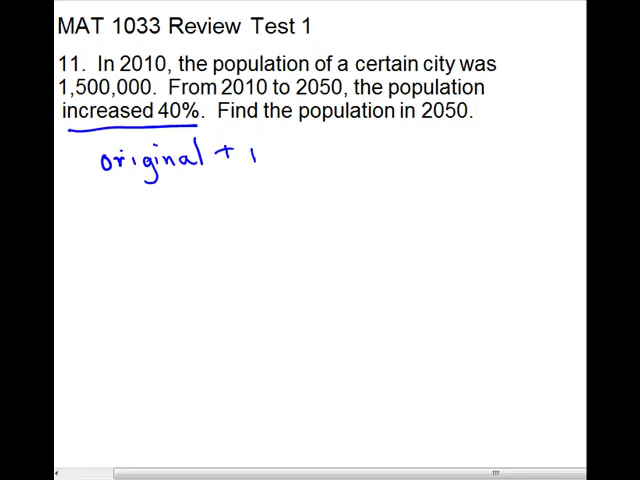 MAT 1033 Review Test 1
11. In 2010, the population of a certain city was
1,500,000. From 2010 to 2050, the population
increased 40%. Find the population in 2050.
original +